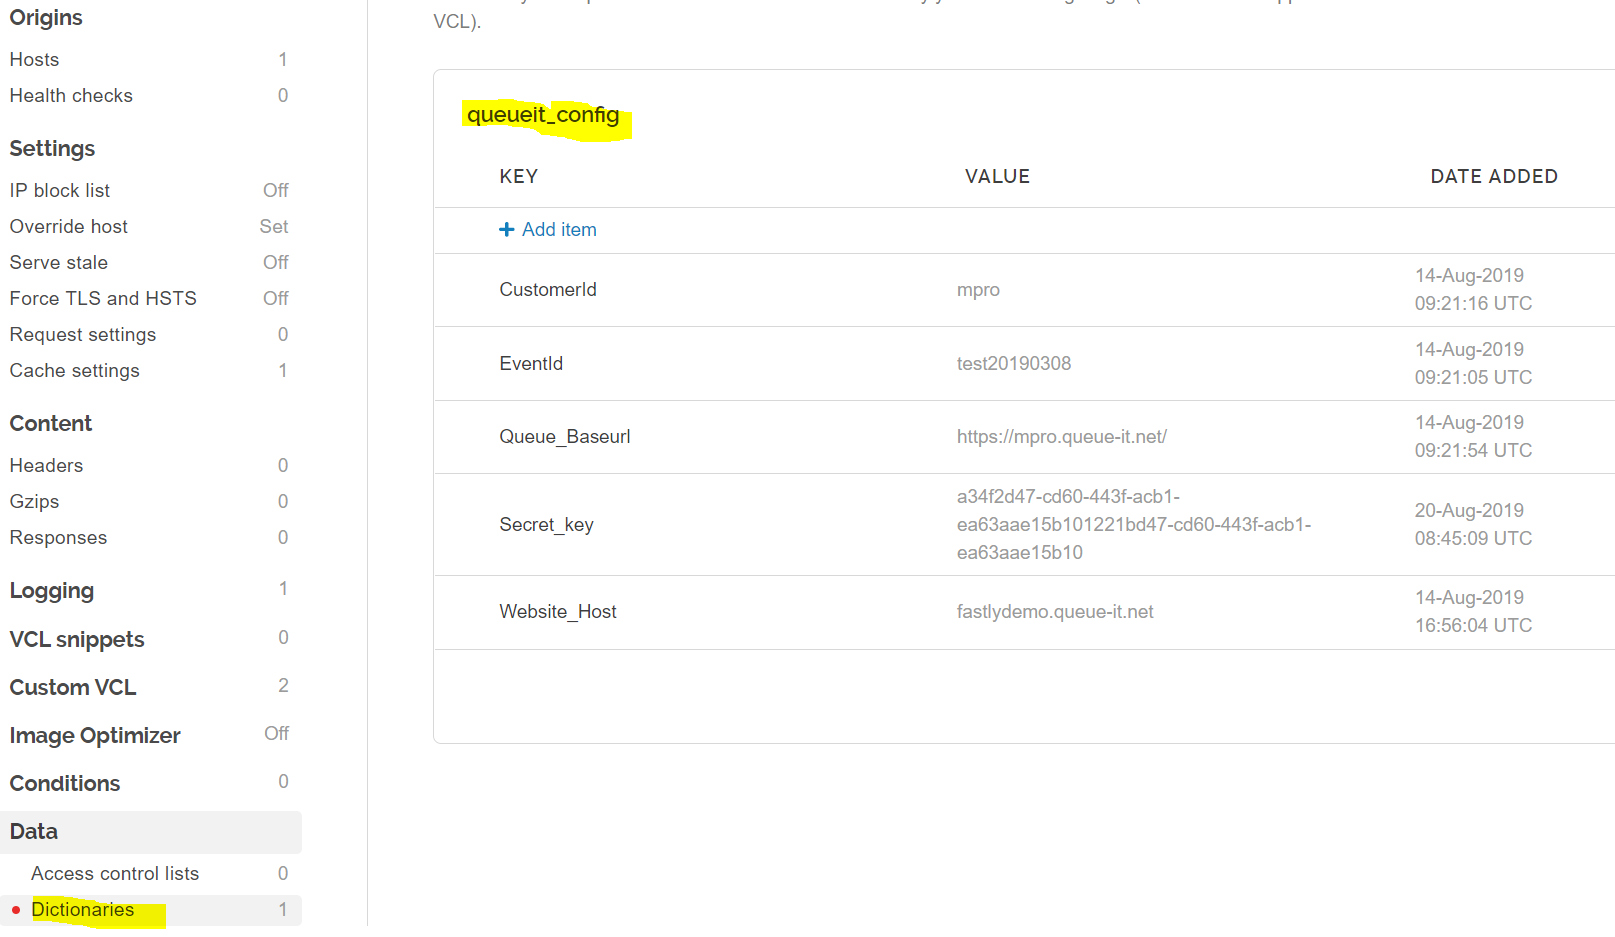 Origins
Hosts 1
Health checks 0
Settings
IP block list Off
Override host Set
Serve stale Off
Force TLS and HSTS Off
Request settings 0
Cache settings 1
Content
Headers 0
Gzips 0
Responses 0
Logging 1
VCL snippets 0
Custom VCL 2
Image Optimizer Off
Conditions 0
Data
Access control lists 0
Dictionaries 1
VCL).
queueit_config
KEY VALUE DATE ADDED
Add item
CustomerId mpro 14-Aug-2019
09:21:16 UTC
EventId test20190308 14-Aug-2019
09:21:05 UTC
Queue_Baseurl https://mpro.queue-it.net/ 14-Aug-2019
09:21:54 UTC
Secret_key a34f2d47-cd60-443f-acb1-
ea63aae15b101221bd47-cd60-443f-acb1-
ea63aae15b10
20-Aug-2019
08:45:09 UTC
Website_Host fastlydemo.queue-it.net 14-Aug-2019
16:56:04 UTC